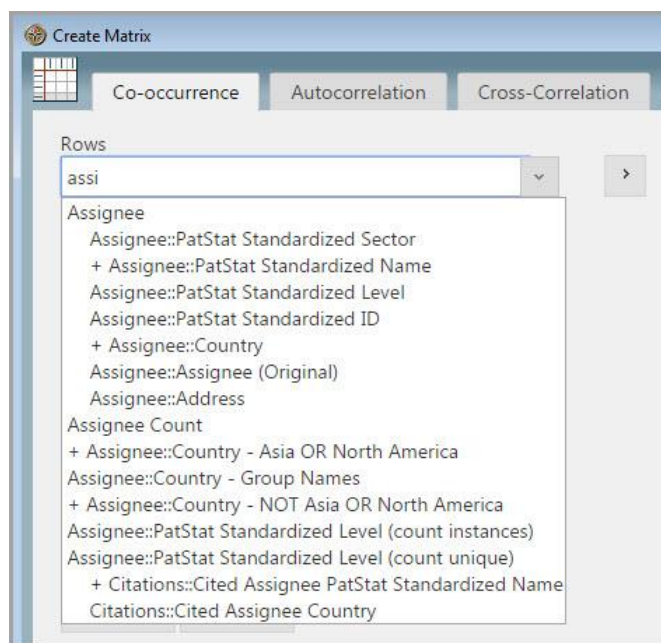 Create Matrix
Co-occurrence Autocorrelation Cross-Correlation
Rows
assi
>
Assignee
Assignee::PatStat Standardized Sector
+ Assignee::PatStat Standardized Name
Assignee::PatStat Standardized Level
Assignee::PatStat Standardized ID
+ Assignee::Country
Assignee::Assignee (Original)
Assignee::Address
Assignee Count
+ Assignee::Country - Asia OR North America
Assignee::Country - Group Names
+ Assignee::Country - NOT Asia OR North America
Assignee::PatStat Standardized Level (count instances)
Assignee::PatStat Standardized Level (count unique)
+ Citations::Cited Assignee PatStat Standardized Name
Citations::Cited Assignee Country